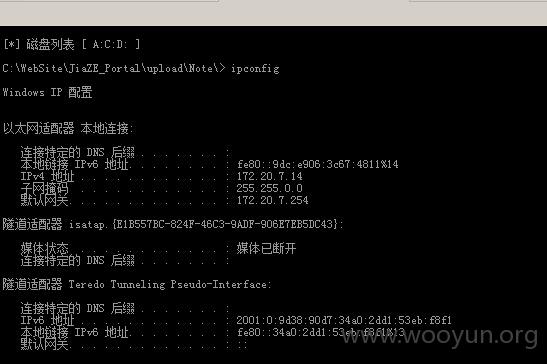 [*] 磁盘列表 [ A:C:D: ]
C:\WebSite\JiaZE_Portal\upload\Note\> ipconfig
Windows IP 配置
以太网适配器 本地连接:
连接特定的 DNS 后缀 . . . . . . . :
本地链接 IPv6 地址. . . . . . . . : fe80::9dc:e906:3c67:4811%14
IPv4 地址 . . . . . . . . . . . . : 172.20.7.14
子网掩码 . . . . . . . . . . . . : 255.255.0.0
默认网关. . . . . . . . . . . . . : 172.20.7.254
隧道适配器 isatap.{E1B557BC-824F-46C3-9ADF-906E7EB5DC43}:
媒体状态 . . . . . . . . . . . . : 媒体已断开
连接特定的 DNS 后缀 . . . . . . . :
隧道适配器 Teredo Tunneling Pseudo-Interface:
连接特定的 DNS 后缀 . . . . . . . :
IPv6 地址 . . . . . . . . . . . . : 2001:0:9d38:90d7:34a0:2dd1:53eb:f8f1
本地链接 IPv6 地址. . . . . . . . : fe80::34a0:2dd1:53eb:f8f1%13
默认网关. . . . . . . . . . . . . : ::
www.wooyun.org